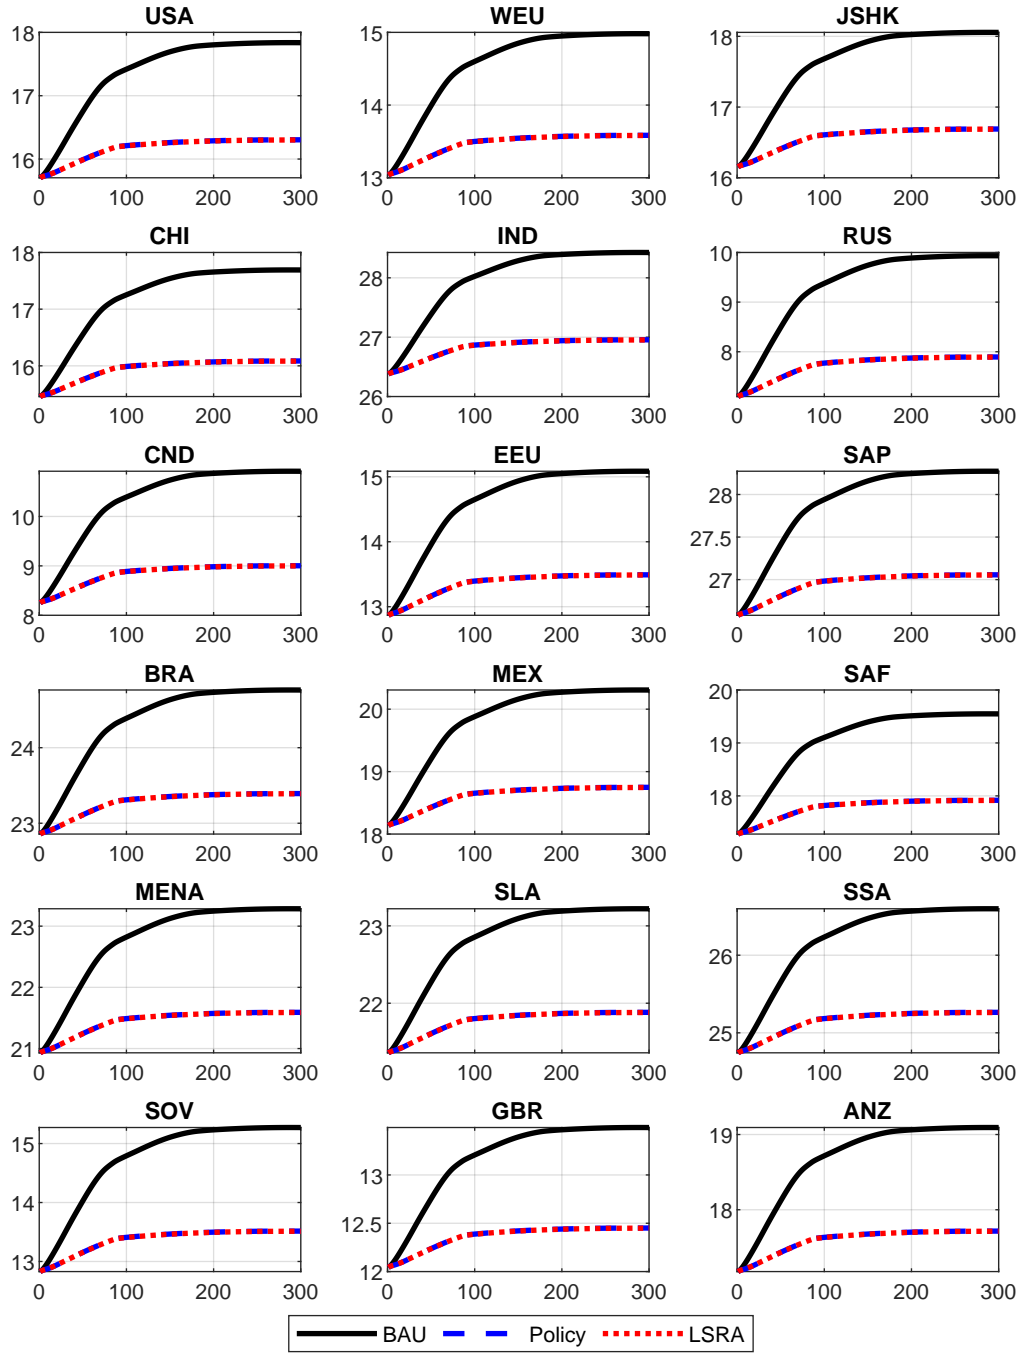 USA WEU JSHK
18 15 18
17 14 17
16 13 16
0 100 200 300 0 100 200 300 0 100 200 300
CHI IND RUS
18 28 10
17 27 9
16 26 8
0 100 200 300 0 100 200 300 0 100 200 300
CND EEU SAP
10 15 28
9 14 27.5
8 13 27
0 100 200 300 0 100 200 300 0 100 200 300
BRA MEX SAF
24 20 20
23 19 19
18 18
0 100 200 300 0 100 200 300 0 100 200 300
MENA SLA SSA
23 23 26
22 22 25
21
0 100 200 300 0 100 200 300 0 100 200 300
SOV GBR ANZ
15 13 19
14 12.5 18
13 12
0 100 200 300 0 100 200 300 0 100 200 300
BAU Policy LSRA